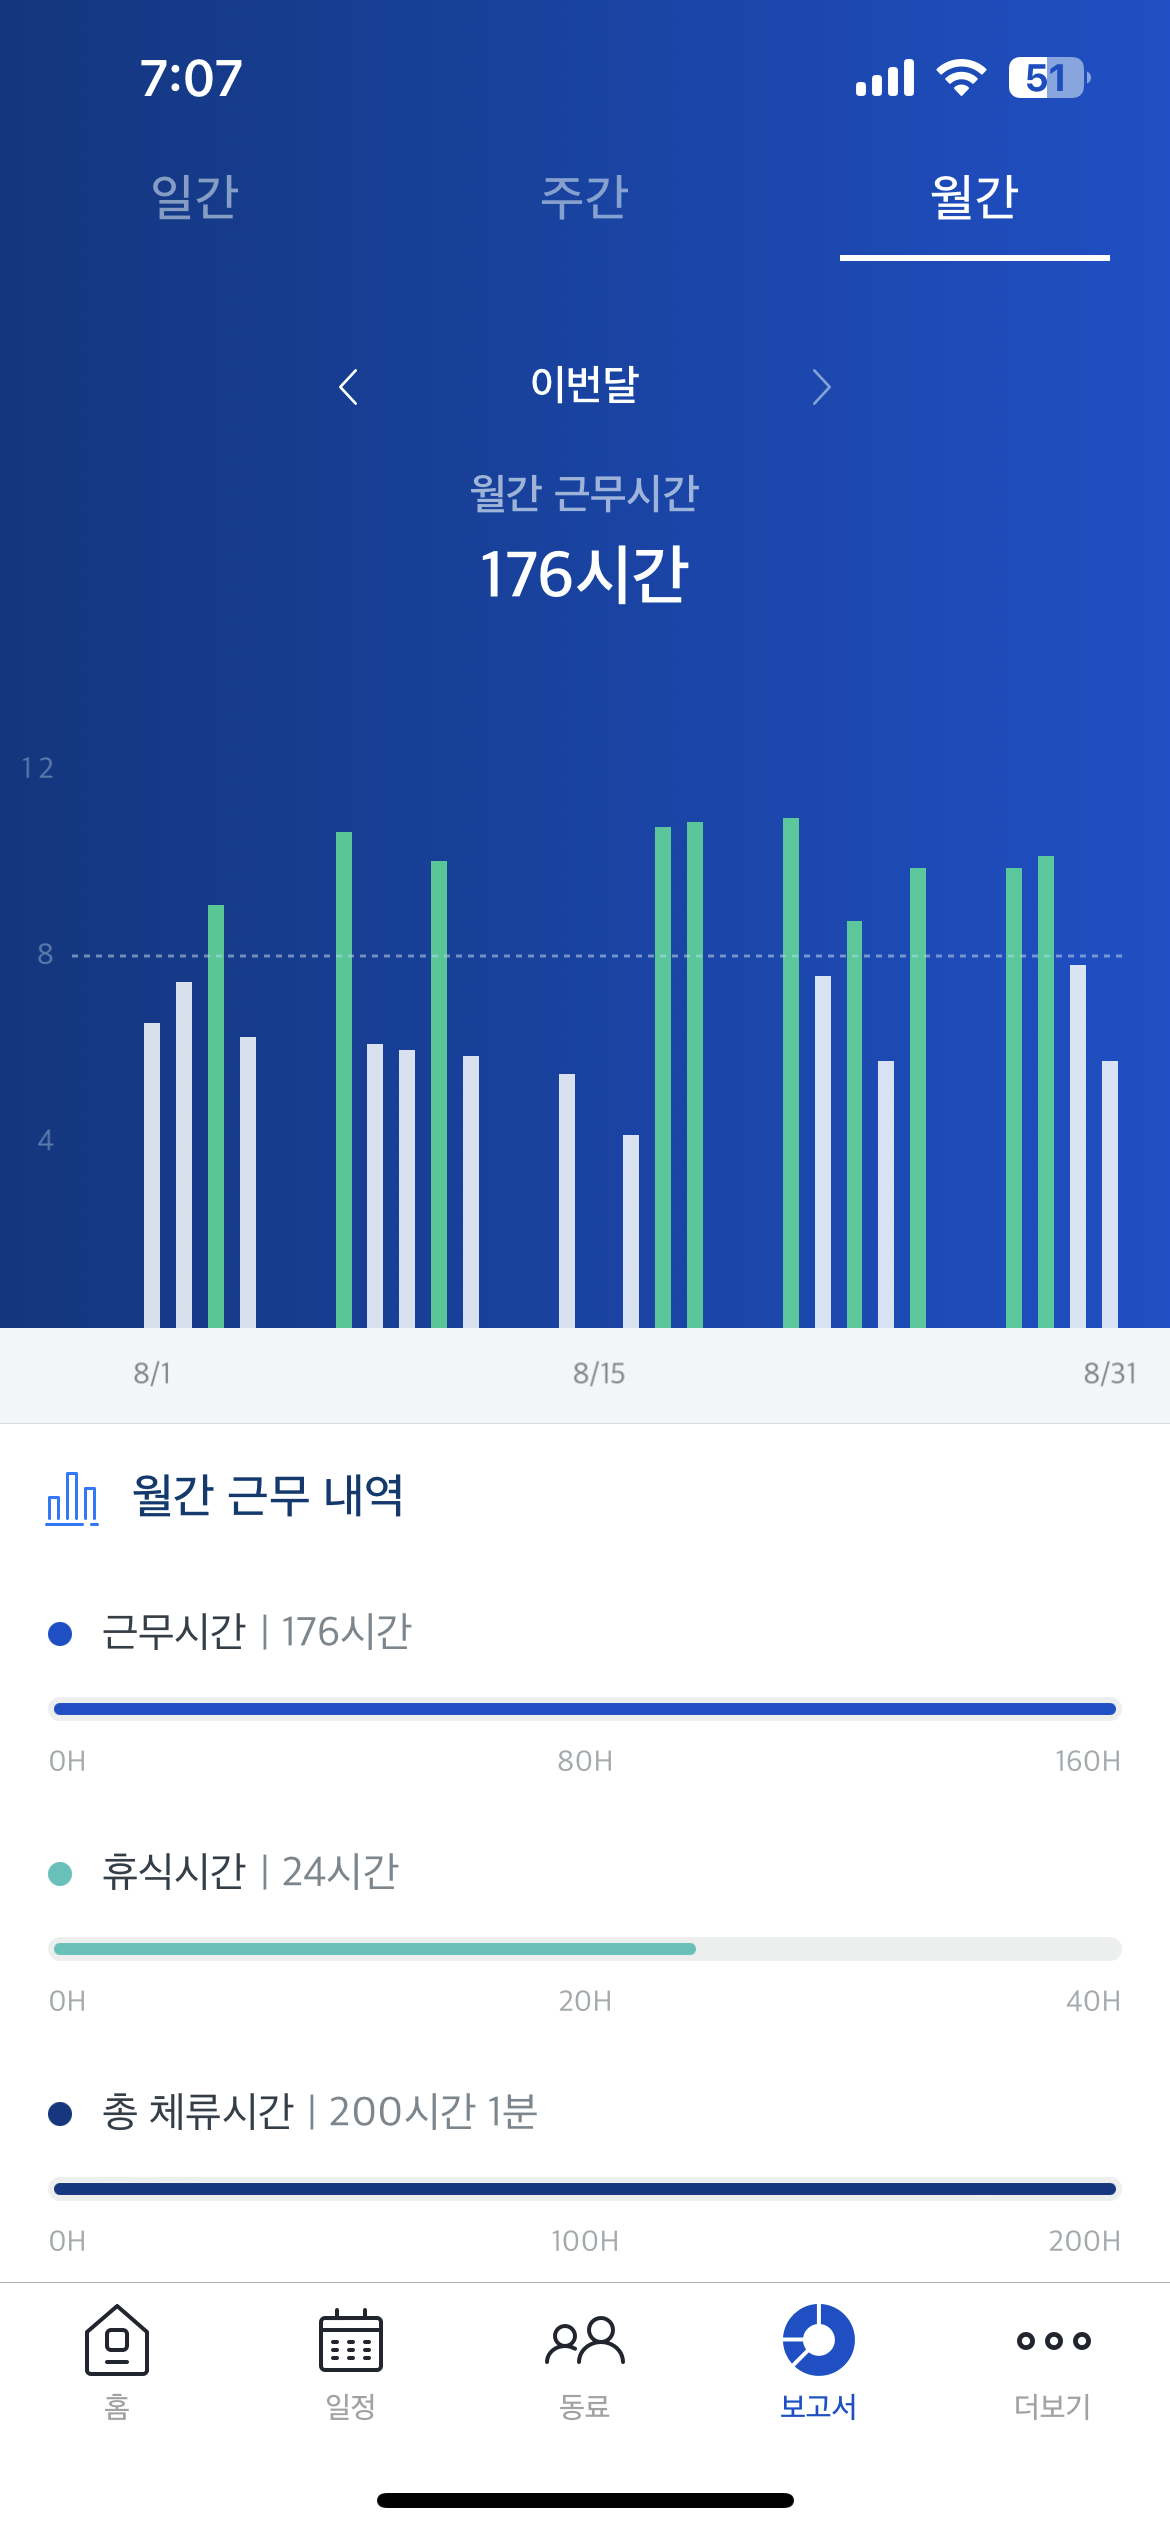 7:07
51
일간 주간 월간
이번달
월간 근무시간
176시간
12
8
4
8/1 8/15 8/31
월간 근무 내역
근무시간 | 176시간
0H 80H 160H
휴식시간 | 24시간
0H 20H 40H
총 체류시간 | 200시간 1분
0H 100H 200H
홈 일정 동료 보고서 더보기